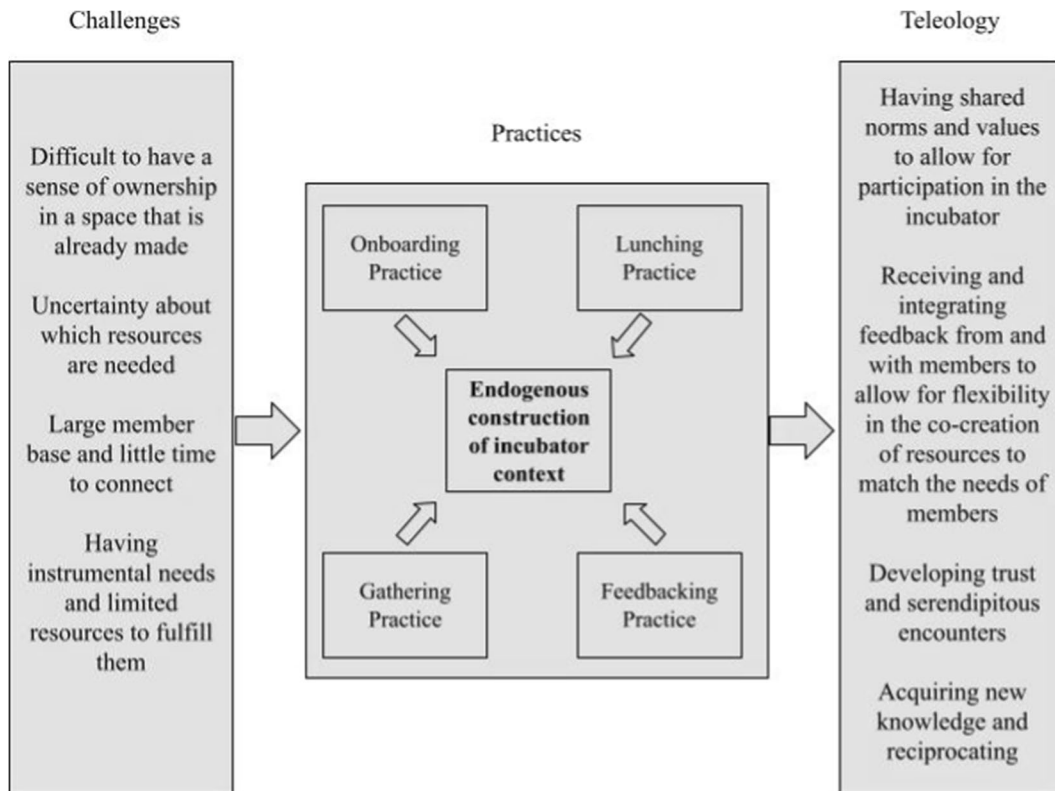 Challenges
Difficult to have a
sense of ownership
in a space that is
already made
Uncertainty about
which resources
are needed
Large member
base and little time
to connect
Having
instrumental needs
and limited
resources to fulfill
them
Practices
Onboarding
Practice
Lunching
Practice
Endogenous
construction
of incubator
context
Gathering
Practice
Feedbacking
Practice
Teleology
Having shared
norms and values
to allow for
participation in the
incubator
Receiving and
integrating
feedback from and
with members to
allow for flexibility
in the co-creation
of resources to
match the needs of
members
Developing trust
and serendipitous
encounters
Acquiring new
knowledge and
reciprocating